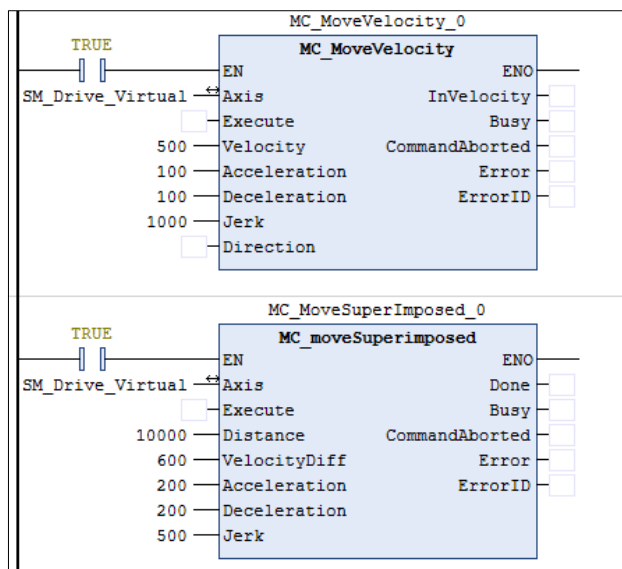 MC_MoveVelocity_0
TRUE
MC_MoveVelocity
EN ENO
SM_Drive_Virtual Axis InVelocity
Execute Busy
500 Velocity CommandAborted
100 Acceleration Error
100 Deceleration ErrorID
1000 Jerk
Direction
MC_MoveSuperImposed_0
TRUE
MC_moveSuperimposed
EN ENO
SM_Drive_Virtual Axis Done
Execute Busy
10000 Distance CommandAborted
600 VelocityDiff Error
200 Acceleration ErrorID
200 Deceleration
500 Jerk